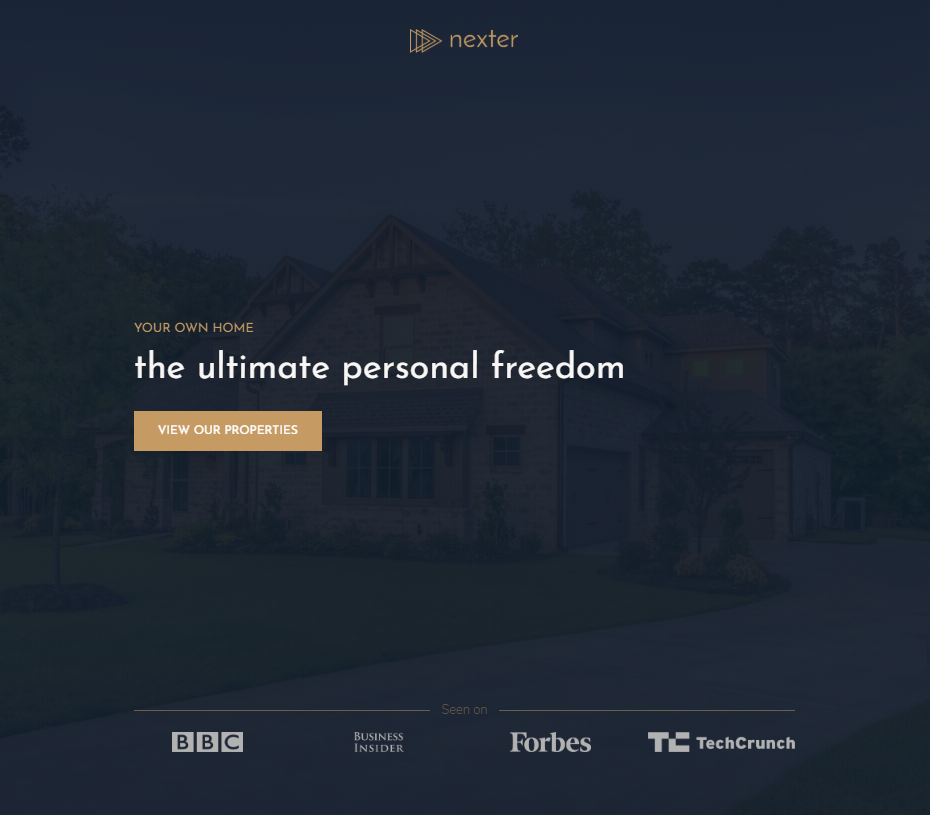 nexter
YOUR OWN HOME
the ultimate personal freedom
VIEW OUR PROPERTIES
Seen on
BBC
BUSINESS
INSIDER
Forbes
TC TechCrunch